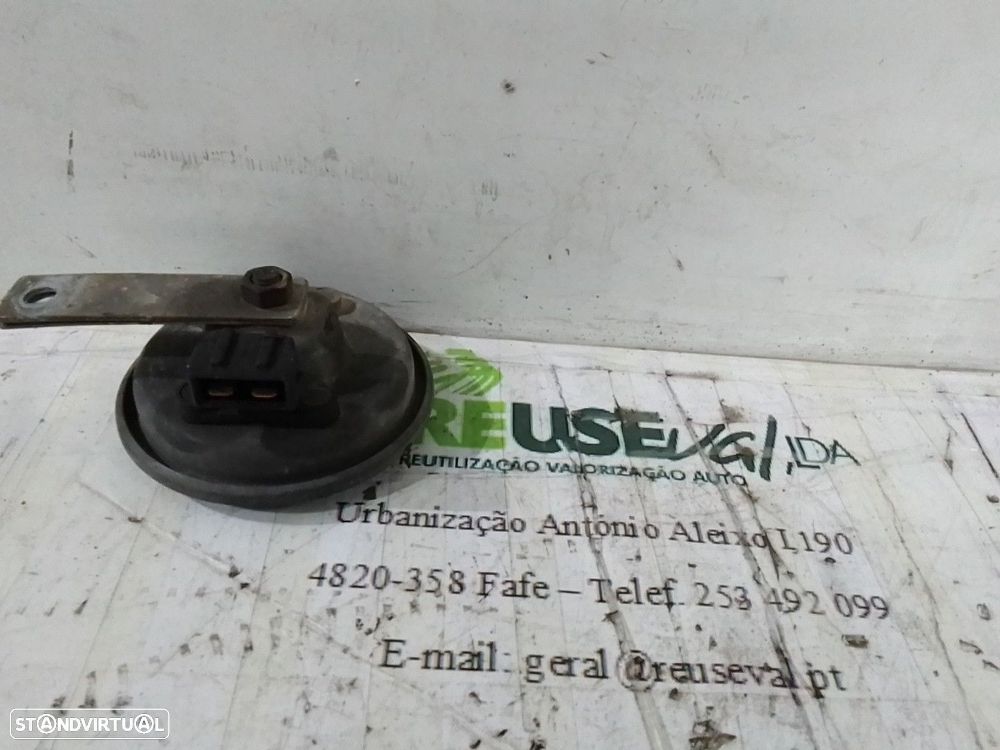 REUSEval,LDA
REUTILIZAÇÃO VALORIZAÇÃO AUTO
Urbanização António Aleixo L190
4820-358 Fafe – Telef. 253 492 099
E-mail: geral@reuseval.pt
STANDVIRTUAL